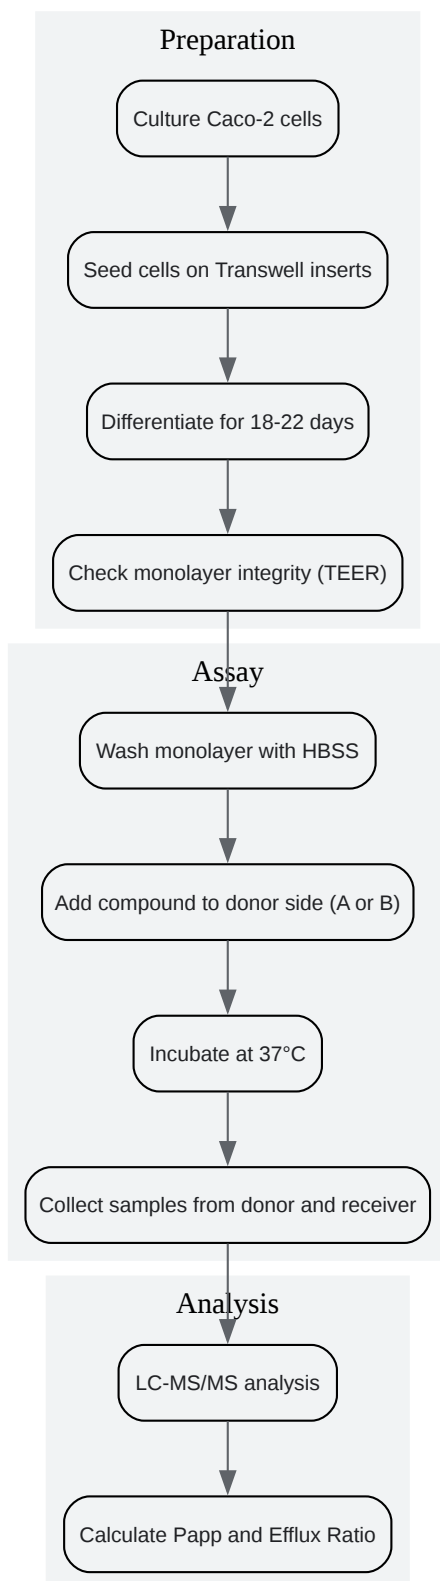 Preparation
Culture Caco-2 cells
Seed cells on Transwell inserts
Differentiate for 18-22 days
Check monolayer integrity (TEER)
Assay
Wash monolayer with HBSS
Add compound to donor side (A or B)
Incubate at 37°C
Collect samples from donor and receiver
Analysis
LC-MS/MS analysis
Calculate Papp and Efflux Ratio